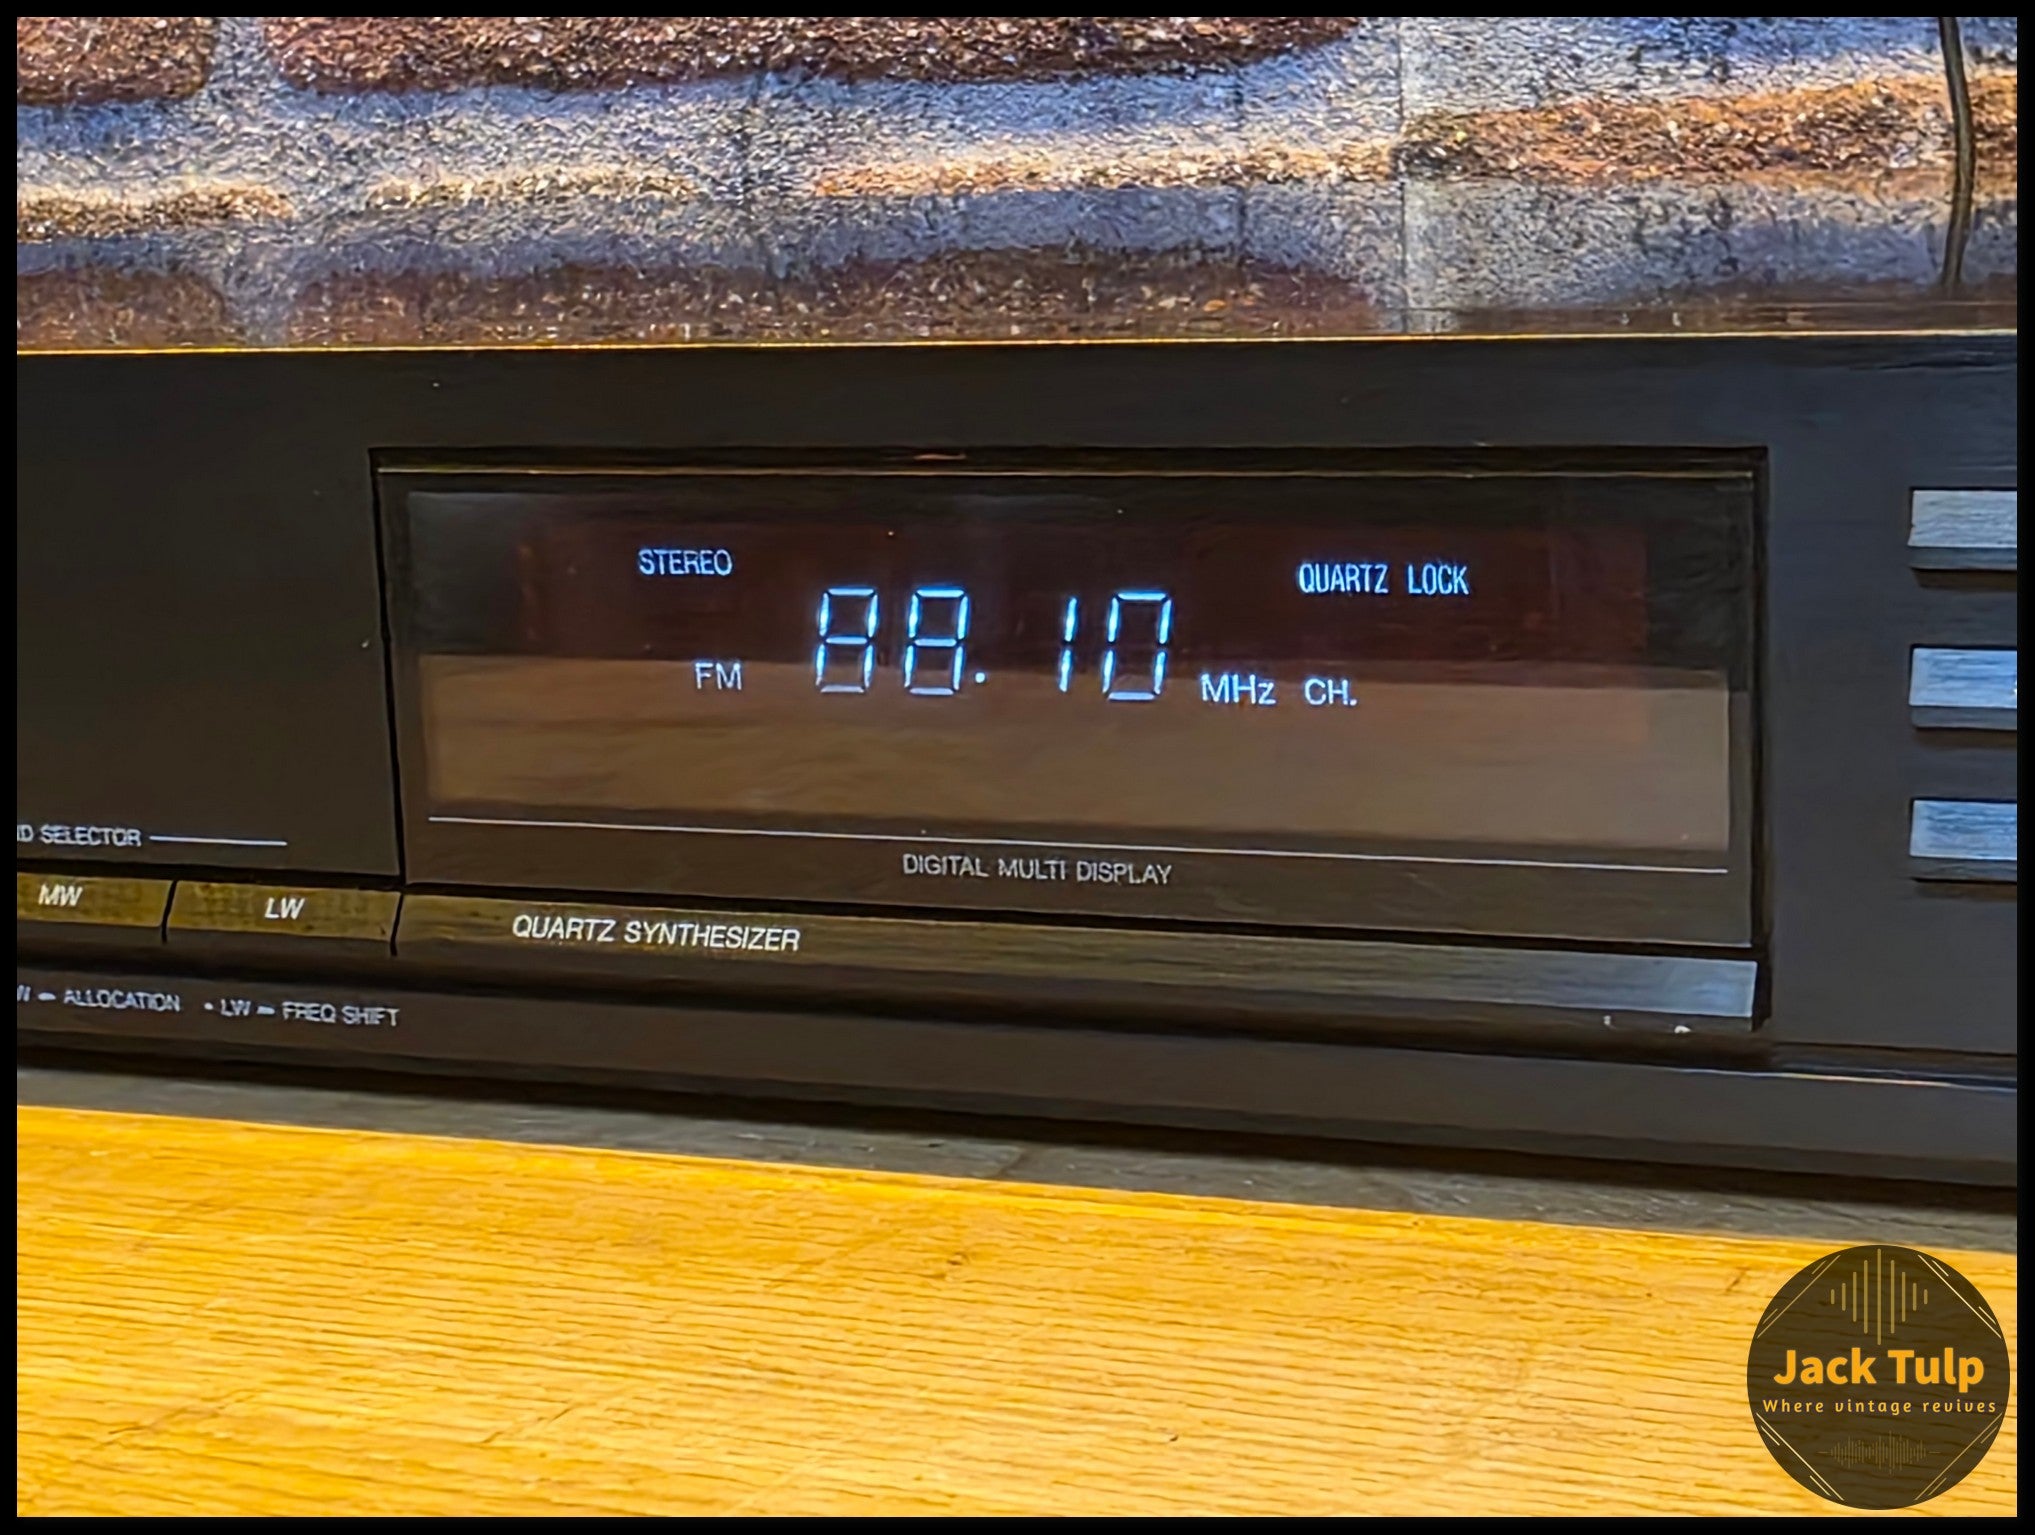 STEREO
QUARTZ LOCK
FM 88.10 MHz CH.
SELECTOR
DIGITAL MULTI DISPLAY
MW LW
QUARTZ SYNTHESIZER
ALLOCATION • LW – FREQ SHIFT
Jack Tulp
Where vintage revives